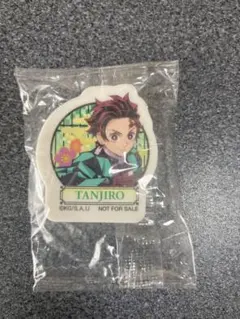 TANJIRO
©KG/S,A,U NOT FOR SALE